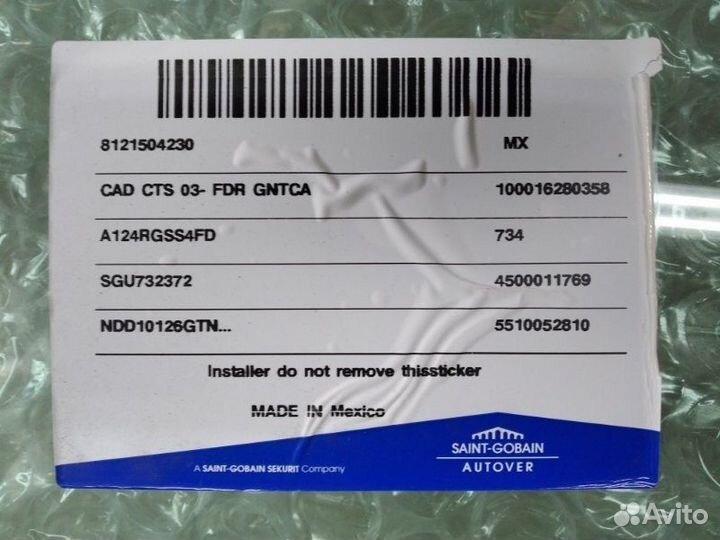 8121504230 MX
CAD CTS 03- FDR GNTCA 100016280358
A124RGSS4FD 734
SGU732372 4500011769
NDD10126GTN... 5510052810
Installer do not remove thissticker
MADE IN Mexico
SAINT-GOBAIN
A SAINT-GOBAIN SEKURIT Company AUTOVER
Avito